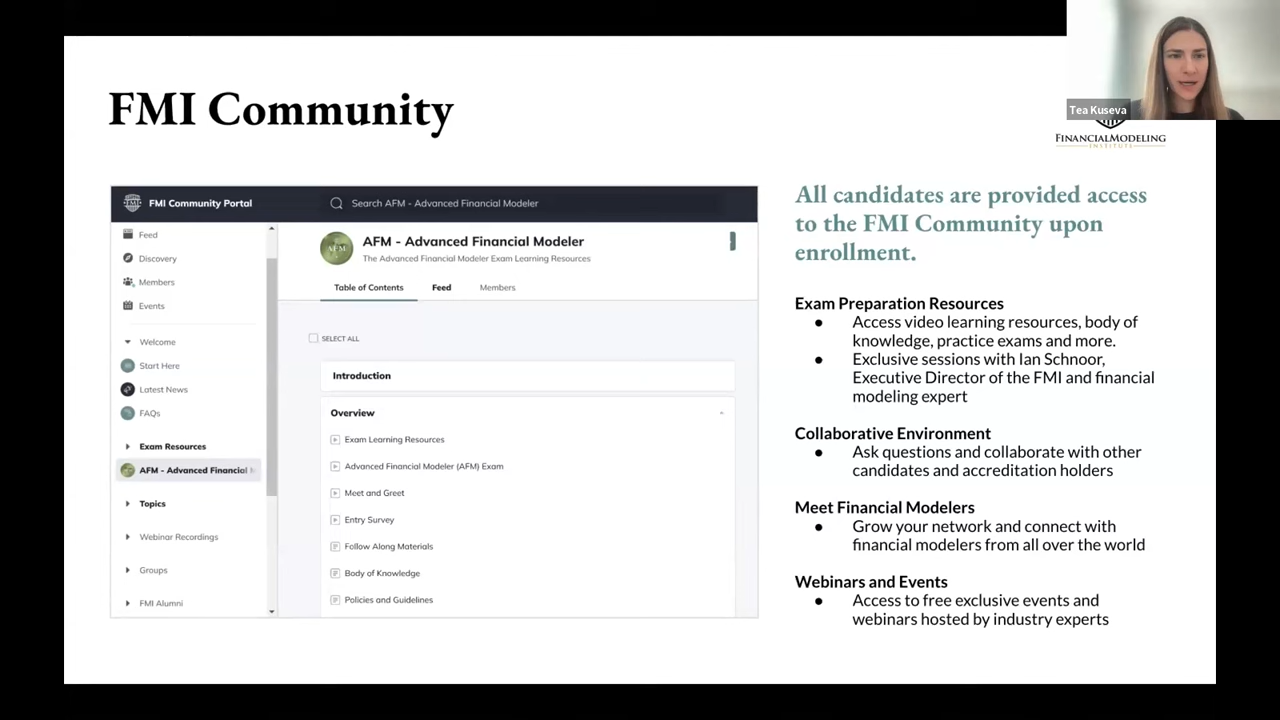 FMI Community
Tea Kuseva
FINANCIALMODELING
INSTITUTE
FMI Community Portal
Search AFM - Advanced Financial Modeler
Feed
Discovery
Members
Events
Welcome
Start Here
Latest News
FAQs
Exam Resources
AFM - Advanced Financial M
Topics
Webinar Recordings
Groups
FMI Alumni
AFM
AFM - Advanced Financial Modeler
The Advanced Financial Modeler Exam Learning Resources
Table of Contents
Feed
Members
SELECT ALL
Introduction
Overview
Exam Learning Resources
Advanced Financial Modeler (AFM) Exam
Meet and Greet
Entry Survey
Follow Along Materials
Body of Knowledge
Policies and Guidelines
All candidates are provided access
to the FMI Community upon
enrollment.
Exam Preparation Resources
● Access video learning resources, body of
knowledge, practice exams and more.
● Exclusive sessions with Ian Schnoor,
Executive Director of the FMI and financial
modeling expert
Collaborative Environment
● Ask questions and collaborate with other
candidates and accreditation holders
Meet Financial Modelers
● Grow your network and connect with
financial modelers from all over the world
Webinars and Events
● Access to free exclusive events and
webinars hosted by industry experts